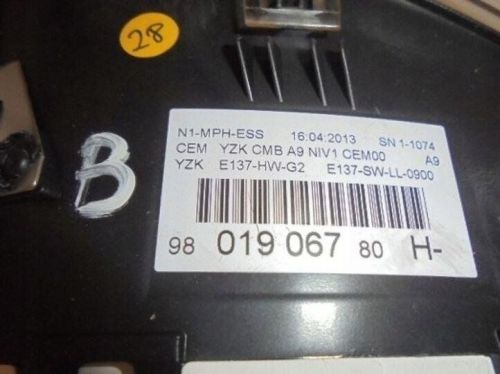 28
B
N1-MPH-ESS 16:04:2013 SN 1-1074
CEM YZK CMB A9 NIV1 CEM00 A9
YZK E137-HW-G2 E137-SW-LL-0900
98 019 067 80 H-